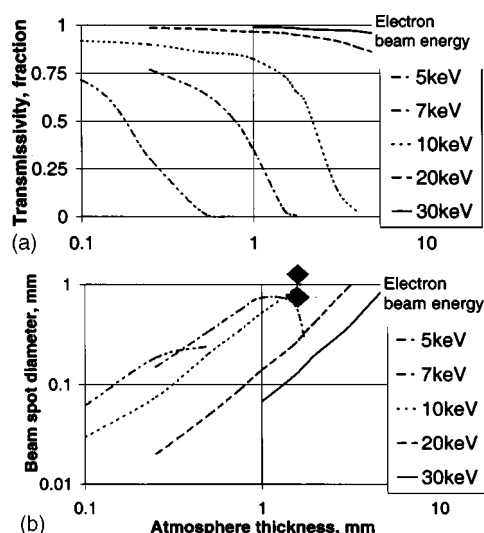 Electron
beam energy
1
0.75
0.5
0.25
0
Transmissivity, fraction
5keV
7keV
10keV
20keV
30keV
0.1
1
10
(a)
Electron
beam energy
1
0.1
0.01
Beam spot diameter, mm
5keV
7keV
10keV
20keV
30keV
0.1
1
10
(b)
Atmosphere thickness, mm